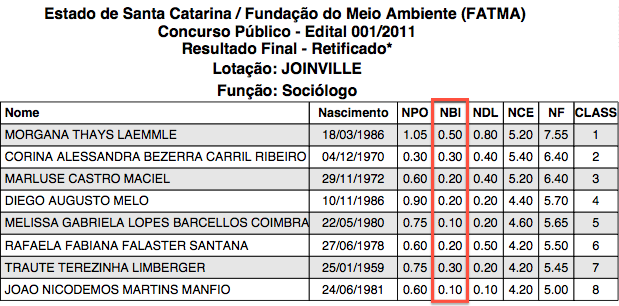 Estado de Santa Catarina / Fundação do Meio Ambiente (FATMA)
Concurso Público - Edital 001/2011
Resultado Final - Retificado*
Lotação: JOINVILLE
Função: Sociólogo
Nome Nascimento NPO NBI NDL NCE NF CLASS
MORGANA THAYS LAEMMLE 18/03/1986 1.05 0.50 0.80 5.20 7.55 1
CORINA ALESSANDRA BEZERRA CARRIL RIBEIRO 04/12/1970 0.30 0.30 0.40 5.40 6.40 2
MARLUSE CASTRO MACIEL 29/11/1972 0.60 0.20 0.40 5.20 6.40 3
DIEGO AUGUSTO MELO 10/11/1986 0.90 0.20 0.20 4.40 5.70 4
MELISSA GABRIELA LOPES BARCELLOS COIMBRA 22/05/1980 0.75 0.10 0.20 4.60 5.65 5
RAFAELA FABIANA FALASTER SANTANA 27/06/1978 0.60 0.20 0.50 4.20 5.50 6
TRAUTE TEREZINHA LIMBERGER 25/01/1959 0.75 0.30 0.20 4.20 5.45 7
JOAO NICODEMOS MARTINS MANFIO 24/06/1981 0.60 0.10 0.10 4.20 5.00 8